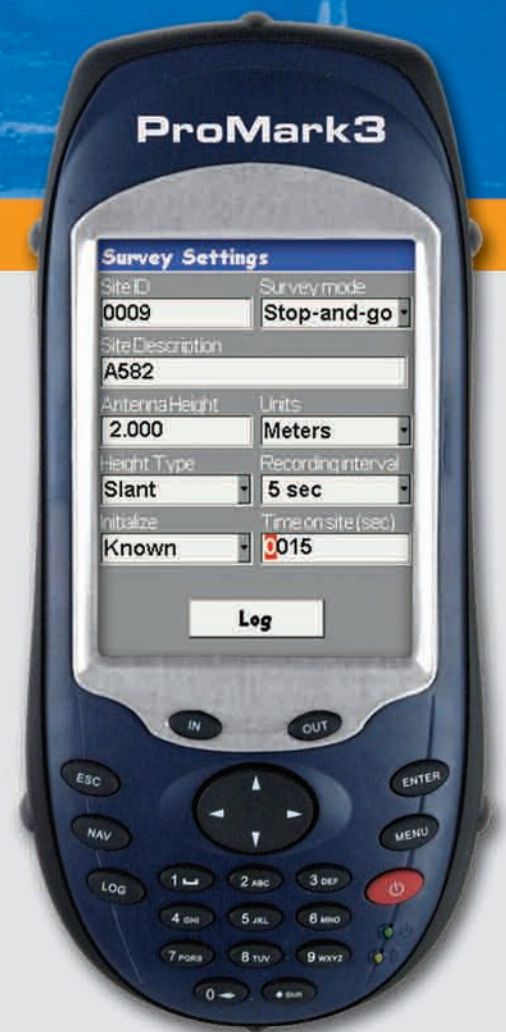 ProMark3
Survey Settings
Site ID Survey mode
0009 Stop-and-go
Site Description
A582
Antenna Height Units
2.000 Meters
Height Type Recording interval
Slant 5 sec
Initialize Time on site (sec)
Known 0015
Log
IN OUT
ESC ENTER
NAV MENU
LOG 1 2 ABC 3 DEF
4 GHI 5 JKL 6 MNO
7 PQRS 8 TUV 9 WXYZ
0